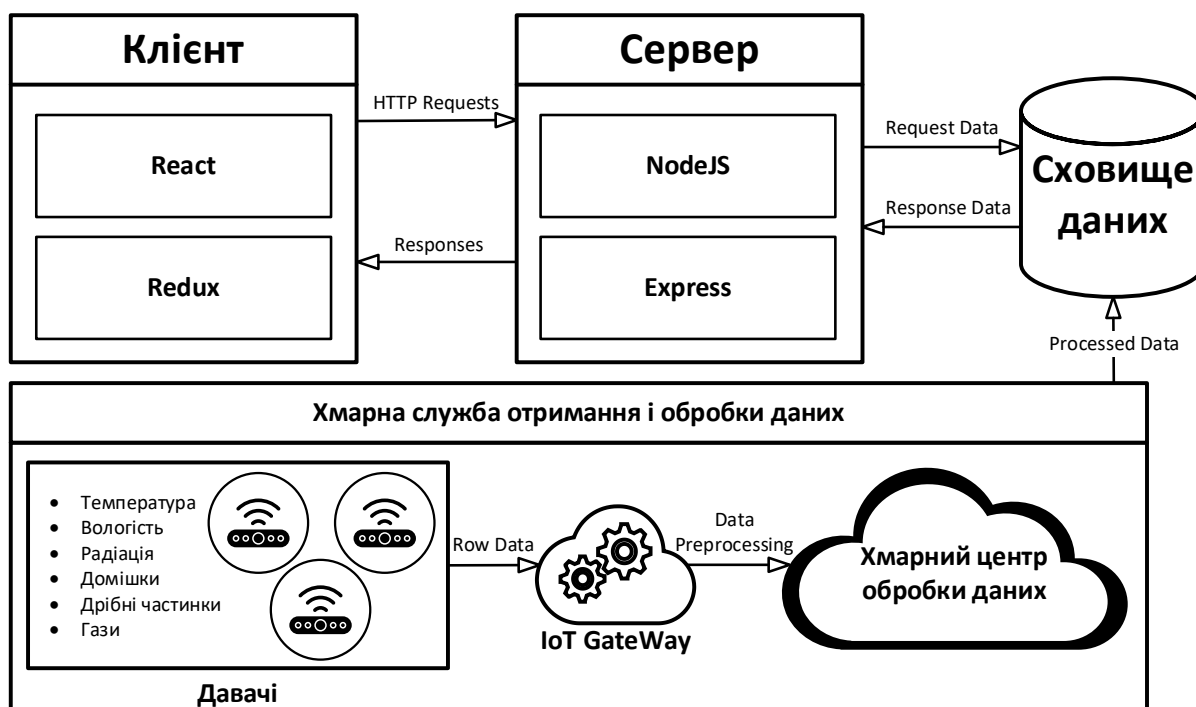 Клієнт
React
Redux
HTTP Requests
Responses
Сервер
NodeJS
Express
Request Data
Response Data
Сховище
даних
Processed Data
Хмарна служба отримання і обробки даних
• Температура
• Вологість
• Радіація
• Домішки
• Дрібні частинки
• Гази
Давачі
Row Data
IoT GateWay
Data
Preprocessing
Хмарний центр
обробки даних